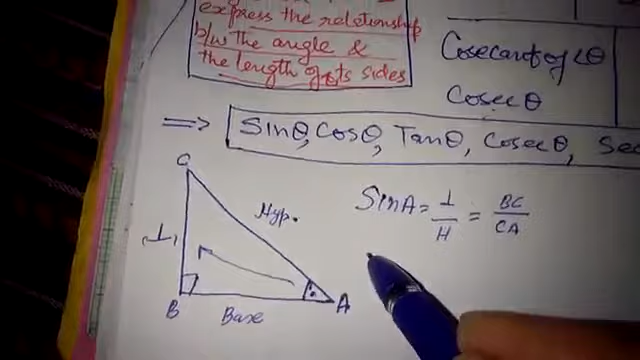 express the relationship
b/w the angle &
the length of its sides
Cosecant of ∠θ
Cosecθ
⇒ Sinθ, Cosθ, Tanθ, Cosecθ, Sec
C
Hyp.
(⊥)
B
Base
A
SinA = ⊥/H = BC/CA